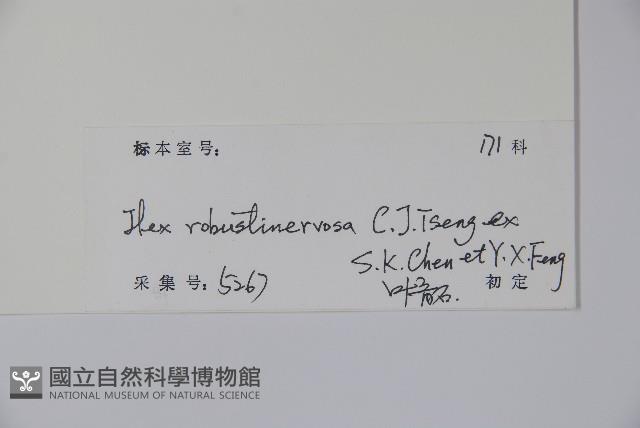 标本室号: 171 科
Ilex robustinervosa C.J.Tseng ex
S.K.Chen et Y.X.Feng
采集号: 5267 初定
國立自然科學博物館
NATIONAL MUSEUM OF NATURAL SCIENCE